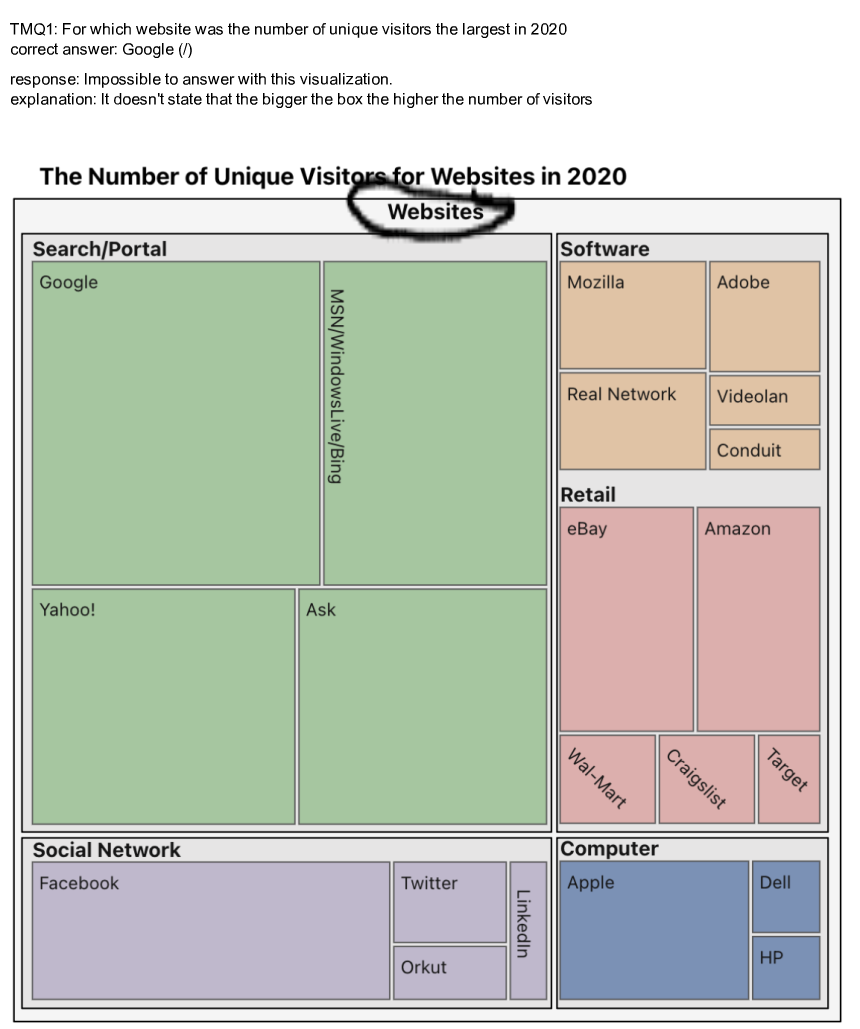 TMQ1: For which website was the number of unique visitors the largest in 2020
correct answer: Google (/)
response: Impossible to answer with this visualization.
explanation: It doesn't state that the bigger the box the higher the number of visitors
The Number of Unique Visitors for Websites in 2020
Websites
Search/Portal
Google
MSN/WindowsLive/Bing
Yahoo!
Ask
Software
Mozilla
Adobe
Real Network
Videolan
Conduit
Retail
eBay
Amazon
Wal-Mart
Craigslist
Target
Social Network
Facebook
Twitter
LinkedIn
Orkut
Computer
Apple
Dell
HP